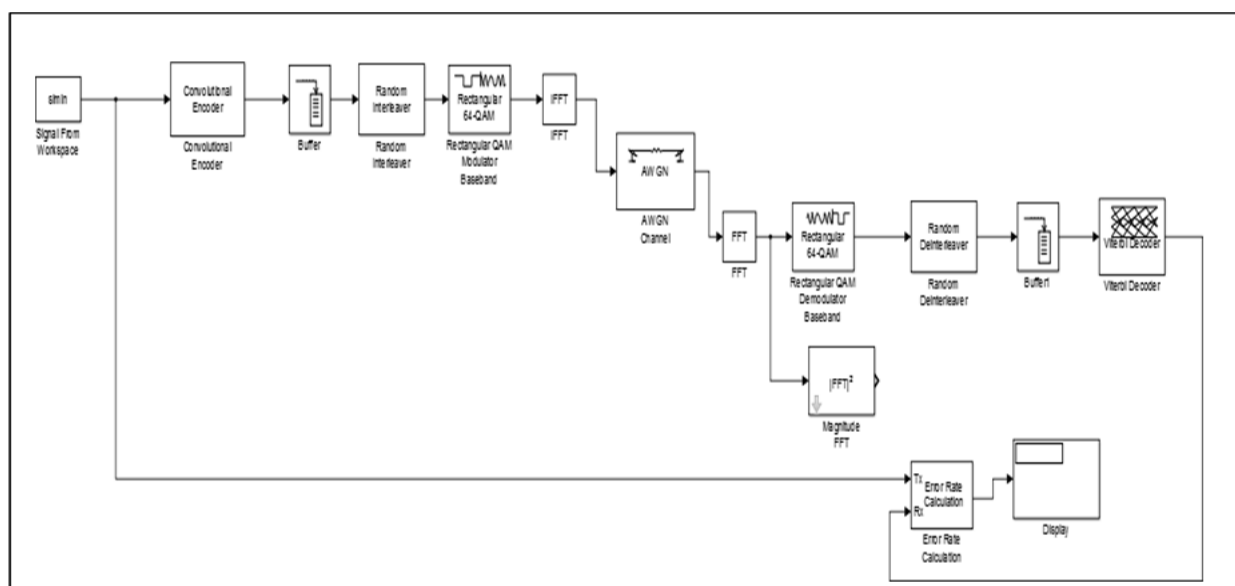 simin
Signal From
Workspace
Convolutional
Encoder
Convolutional
Encoder
Buffer
Random
Interleaver
Random
Interleaver
Rectangular
64-QAM
Rectangular QAM
Modulator
Baseband
IFFT
IFFT
AWGN
AWGN
Channel
FFT
FFT
Rectangular
64-QAM
Rectangular QAM
Demodulator
Baseband
Random
Deinterleaver
Random
Deinterleaver
Buffer1
Viterbi Decoder
Viterbi Decoder
|FFT|²
Magnitude
FFT
Tx
Rx
Error Rate
Calculation
Error Rate
Calculation
Display